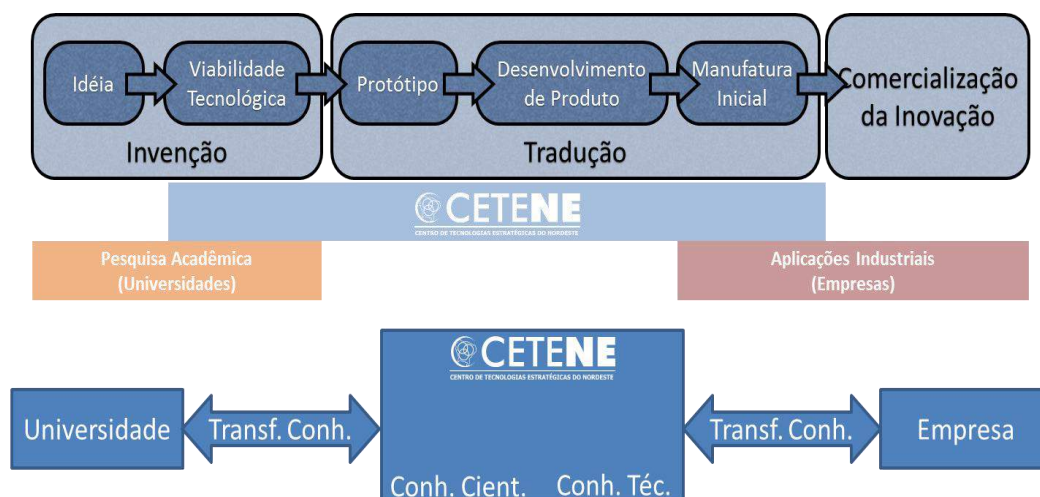 Idéia
Viabilidade
Tecnológica
Protótipo
Desenvolvimento
de Produto
Manufatura
Inicial
Comercialização
da Inovação
Invenção
Tradução
CETENE
CENTRO DE TECNOLOGIAS ESTRATÉGICAS DO NORDESTE
Pesquisa Acadêmica
(Universidades)
Aplicações Industriais
(Empresas)
CETENE
CENTRO DE TECNOLOGIAS ESTRATÉGICAS DO NORDESTE
Universidade
Transf. Conh.
Transf. Conh.
Empresa
Conh. Cient.
Conh. Téc.